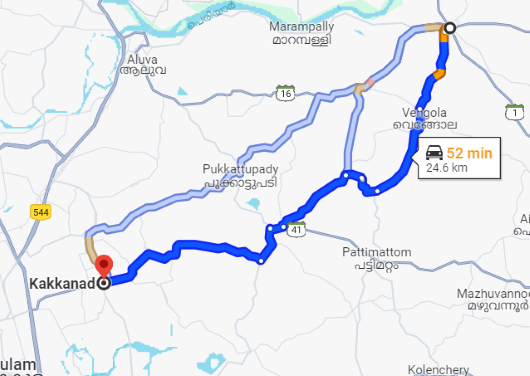 പെരിയാർ
Marampally
മാറമ്പള്ളി
Aluva
ആലുവ
16
Vengola
വെങ്ങോല
1
52 min
24.6 km
Pukkattupady
പൂക്കാട്ടുപടി
544
41
Pattimattom
പട്ടിമറ്റം
Kakkanad
Mazhuvanno
മഴുവന്നൂർ
ulam
Kolenchery